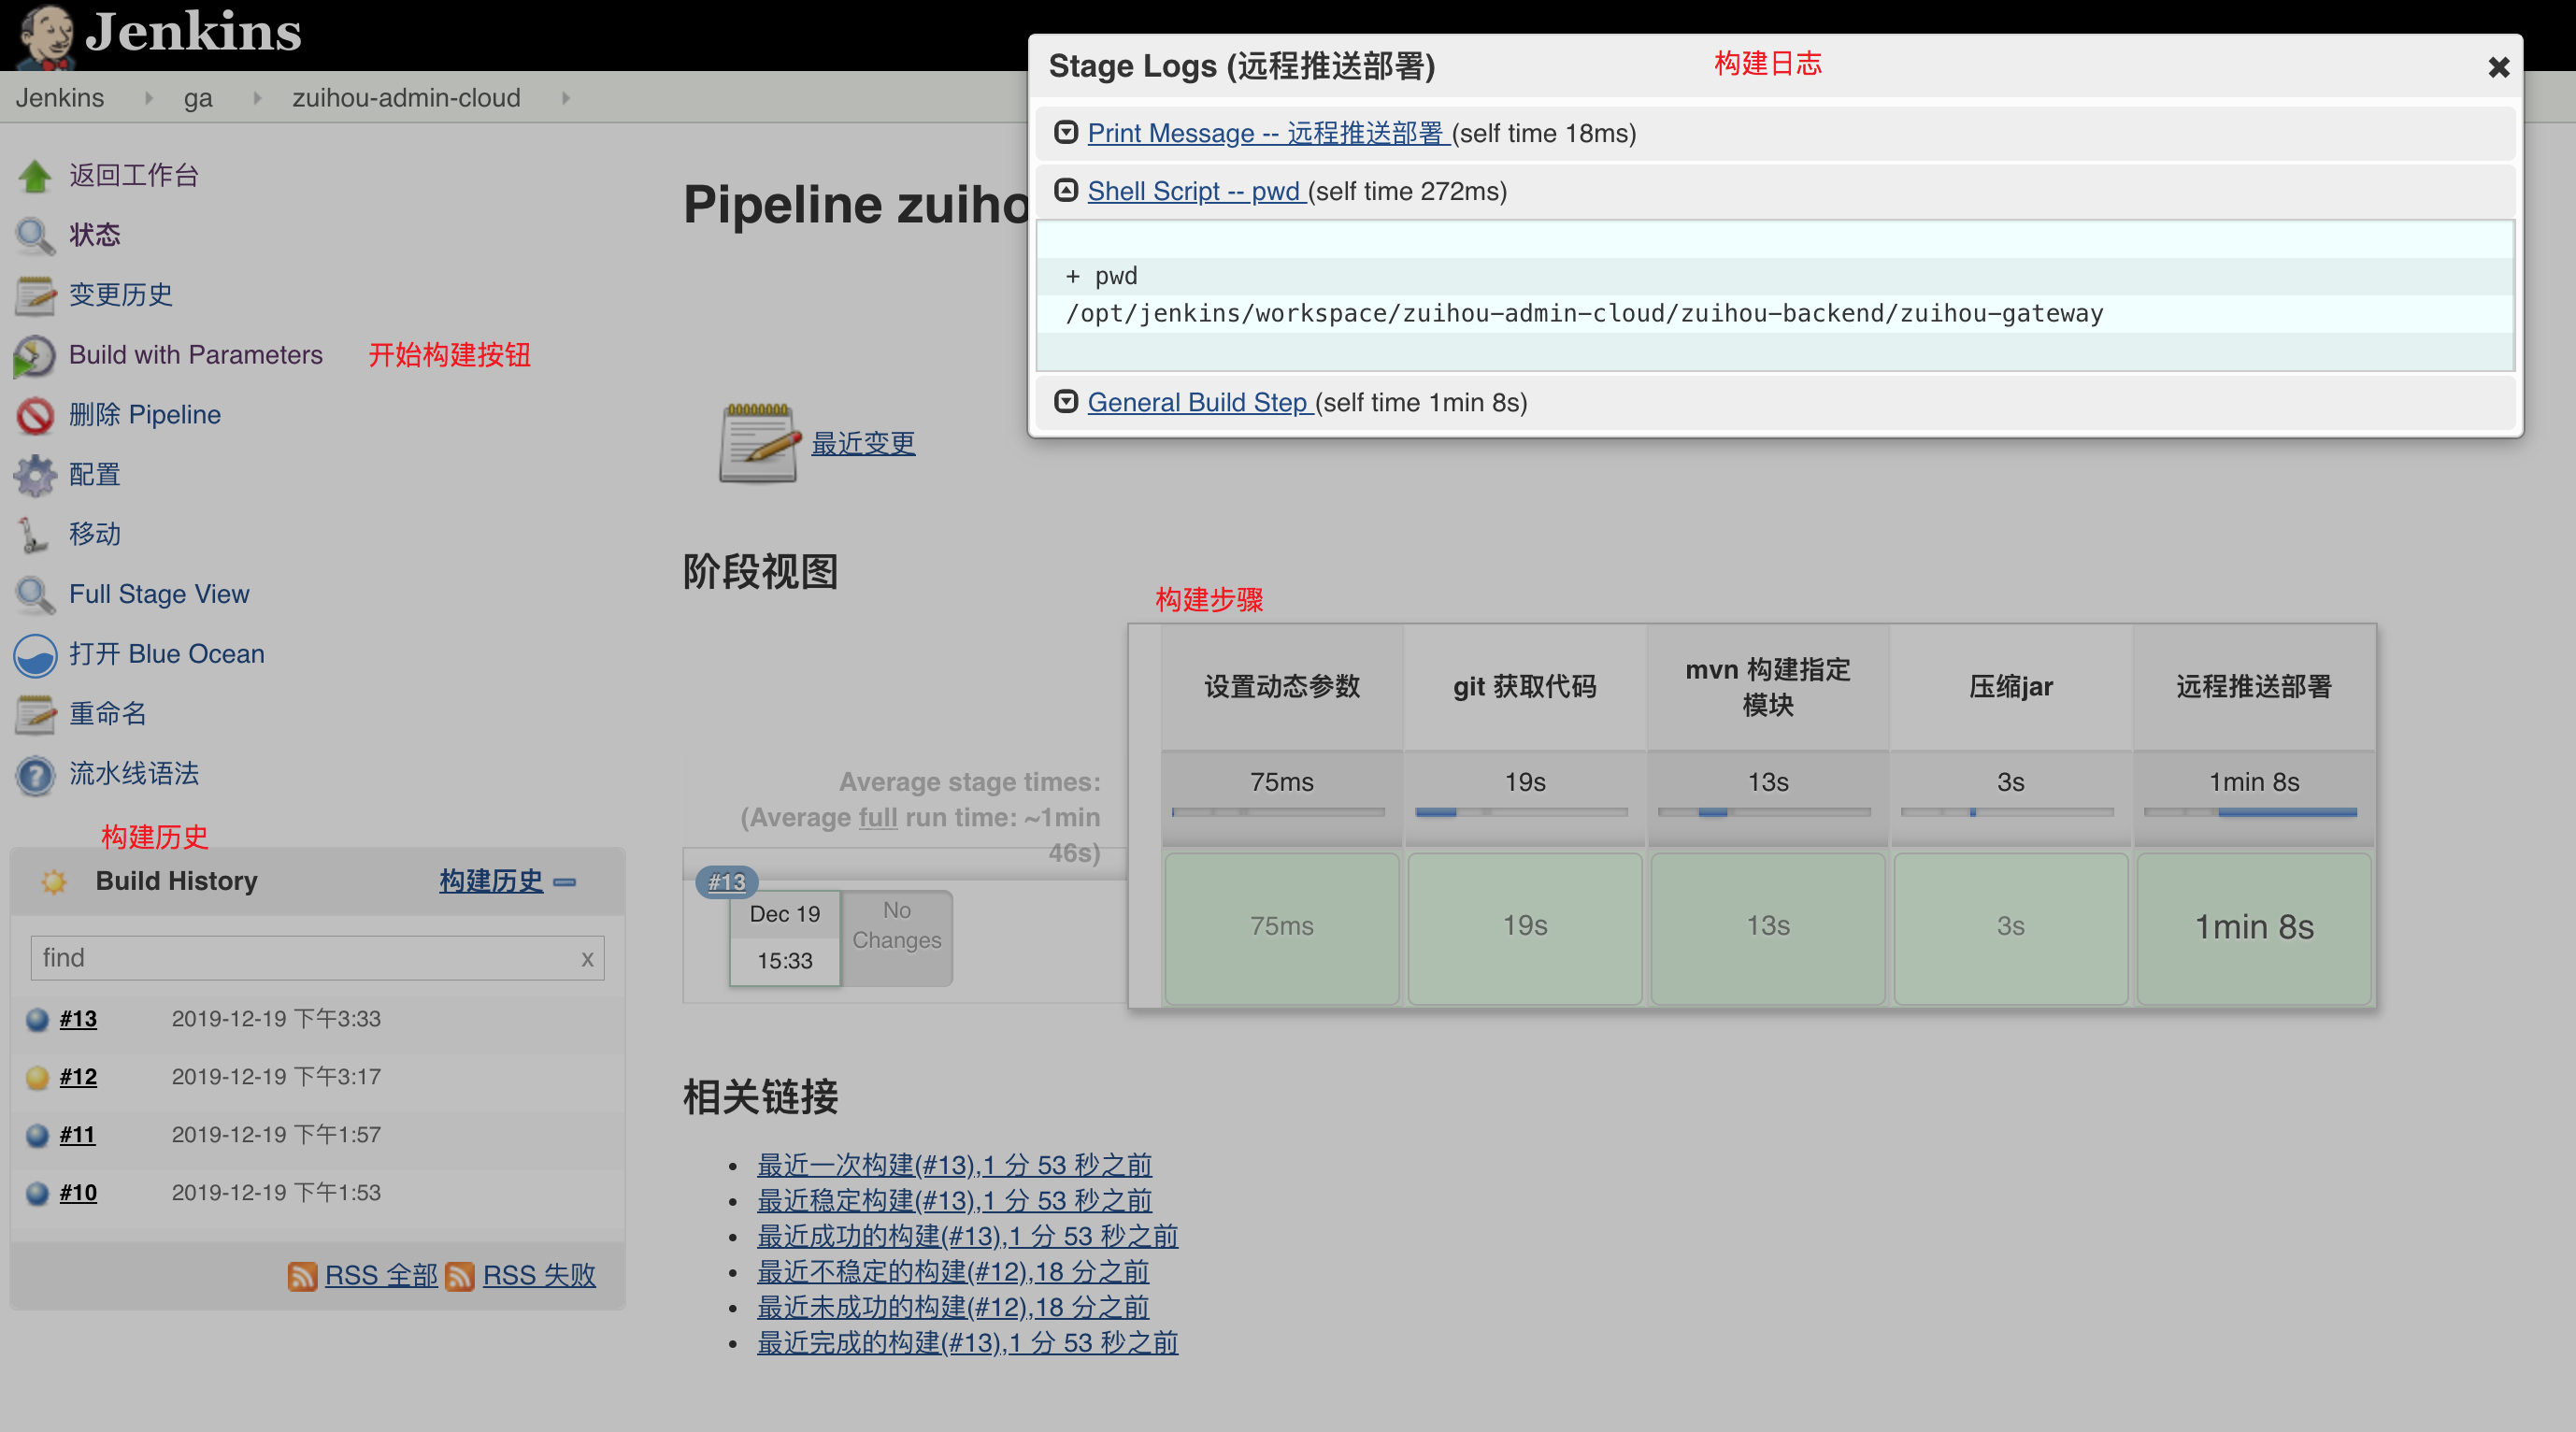 Jenkins
Jenkins ga zuihou-admin-cloud
返回工作台
状态
变更历史
Build with Parameters
开始构建按钮
删除 Pipeline
配置
移动
Full Stage View
打开 Blue Ocean
重命名
流水线语法
构建历史
Build History 构建历史
find x
#13 2019-12-19 下午3:33
#12 2019-12-19 下午3:17
#11 2019-12-19 下午1:57
#10 2019-12-19 下午1:53
RSS 全部 RSS 失败
Pipeline zuiho
最近变更
Stage Logs (远程推送部署)
构建日志
Print Message -- 远程推送部署 (self time 18ms)
Shell Script -- pwd (self time 272ms)
+ pwd
/opt/jenkins/workspace/zuihou-admin-cloud/zuihou-backend/zuihou-gateway
General Build Step (self time 1min 8s)
阶段视图
构建步骤
设置动态参数
git 获取代码
mvn 构建指定
模块
压缩jar
远程推送部署
Average stage times:
(Average full run time: ~1min
46s)
75ms 19s 13s 3s 1min 8s
#13
Dec 19
15:33
No
Changes
75ms 19s 13s 3s 1min 8s
相关链接
最近一次构建(#13),1 分 53 秒之前
最近稳定构建(#13),1 分 53 秒之前
最近成功的构建(#13),1 分 53 秒之前
最近不稳定的构建(#12),18 分之前
最近未成功的构建(#12),18 分之前
最近完成的构建(#13),1 分 53 秒之前